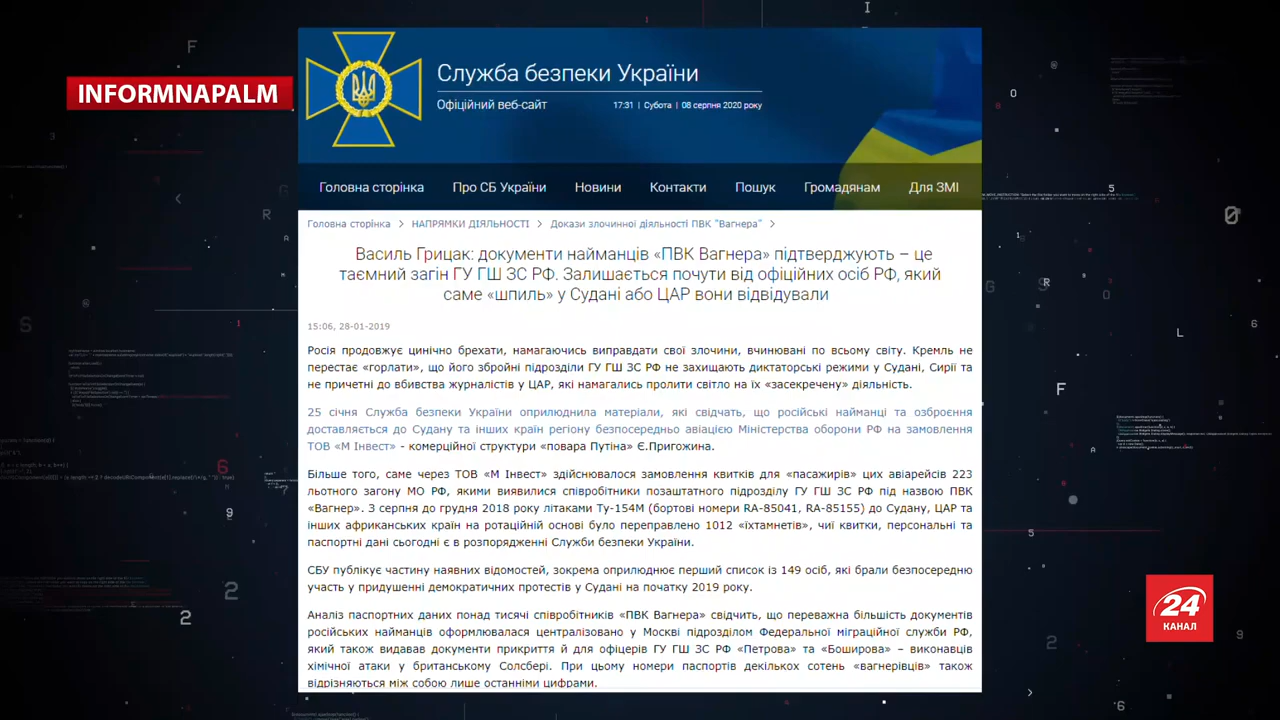 INFORMNAPALM
Служба безпеки України
Офіційний веб-сайт
17:31 | Субота | 08 серпня 2020 року
Головна сторінка
Про СБ України
Новини
Контакти
Пошук
Громадянам
Для ЗМІ
Головна сторінка > НАПРЯМКИ ДІЯЛЬНОСТІ > Докази злочинної діяльності ПВК "Вагнера" >
Василь Грицак: документи найманців «ПВК Вагнера» підтверджують – це
таємний загін ГУ ГШ ЗС РФ. Залишається почути від офіційних осіб РФ, який
саме «шпиль» у Судані або ЦАР вони відвідували
15:06, 28-01-2019
Росія продовжує цинічно брехати, намагаючись виправдати свої злочини, вчинювані по всьому світу. Кремль не
перестає «горлати», що його збройні підрозділи ГУ ГШ ЗС РФ не захищають диктаторські режими у Судані, Сирії та
не причетні до вбивства журналістів у ЦАР, які намагались пролити світло на їх «засекречену» діяльність.
25 січня Служба безпеки України оприлюднила матеріали, які свідчать, що російські найманці та озброєння
доставляється до Судану та інших країн регіону безпосередньо авіацією Міністерства оборони РФ на замовлення
ТОВ «М Инвест» - комерційної структури «повара Путіна» Є.Пригожина.
Більше того, саме через ТОВ «М Інвест» здійснювалося замовлення квитків для «пасажирів» цих авіарейсів 223
льотного загону МО РФ, якими виявилися співробітники позаштатного підрозділу ГУ ГШ ЗС РФ під назвою ПВК
«Вагнер». З серпня до грудня 2018 року літаками Ту-154М (бортові номери RA-85041, RA-85155) до Судану, ЦАР та
інших африканських країн на ротаційній основі було переправлено 1012 «їхтамнетів», чиї квитки, персональні та
паспортні дані сьогодні є в розпорядженні Служби безпеки України.
СБУ публікує частину наявних відомостей, зокрема оприлюднює перший список із 149 осіб, які брали безпосередню
участь у придушенні демократичних протестів у Судані на початку 2019 року.
Аналіз паспортних даних понад тисячі співробітників «ПВК Вагнера» свідчить, що переважна більшість документів
російських найманців оформлювалася централізовано у Москві підрозділом Федеральної міграційної служби РФ,
який також видавав документи прикриття й для офіцерів ГУ ГШ ЗС РФ «Петрова» та «Боширова» – виконавців
хімічної атаки у британському Солсбері. При цьому номери паспортів декількох сотень «вагнерівців» також
відрізняються між собою лише останніми цифрами.
24
КАНАЛ